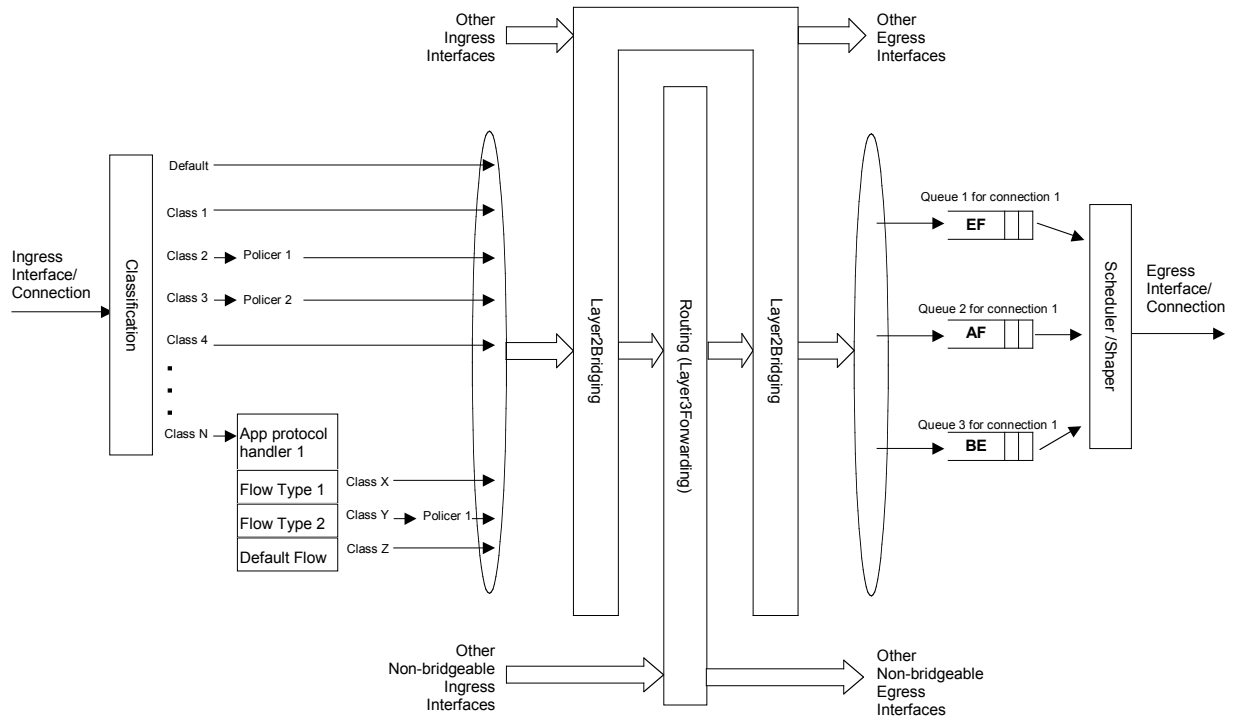 Other
Ingress
Interfaces
Other
Egress
Interfaces
Default
Class 1
Class 2
Policer 1
Class 3
Policer 2
Class 4
Class N
App protocol
handler 1
Flow Type 1
Class X
Flow Type 2
Class Y
Policer 1
Default Flow
Class Z
Ingress
Interface/
Connection
Classification
Layer2Bridging
Routing (Layer3Forwarding)
Layer2Bridging
Queue 1 for connection 1
EF
Queue 2 for connection 1
AF
Queue 3 for connection 1
BE
Scheduler /Shaper
Egress
Interface/
Connection
Other
Non-bridgeable
Ingress
Interfaces
Other
Non-bridgeable
Egress
Interfaces